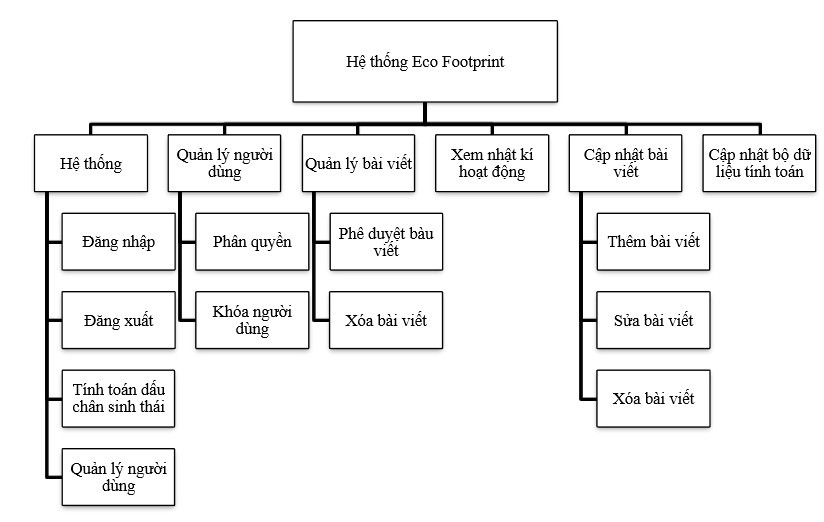 Hệ thống Eco Footprint
Hệ thống
Quản lý người
dùng
Quản lý bài viết
Xem nhật kí
hoạt động
Cập nhật bài
viết
Cập nhật bộ dữ
liệu tính toán
Đăng nhập
Phân quyền
Phê duyệt bàu
viết
Thêm bài viết
Đăng xuất
Khóa người
dùng
Xóa bài viết
Sửa bài viết
Tính toán dấu
chân sinh thái
Xóa bài viết
Quản lý người
dùng